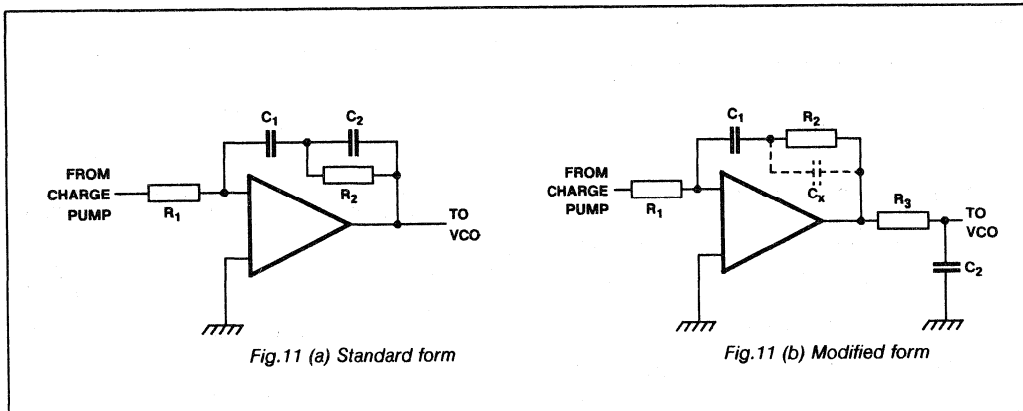 C1
C2
FROM
CHARGE
PUMP
R1
R2
TO
VCO
Fig.11 (a) Standard form
C1
R2
FROM
CHARGE
PUMP
R1
Cx
R3
TO
VCO
C2
Fig.11 (b) Modified form